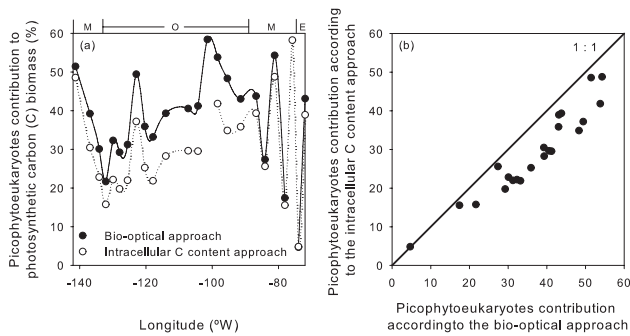 M O M E
(a)
Picophytoeukaryotes contribution to
photosynthetic carbon (C) biomass (%)
60
50
40
30
20
10
0
Bio-optical approach
Intracellular C content approach
-140 -120 -100 -80
Longitude (ºW)
(b)
1 : 1
Picophytoeukaryotes contribution according
to the intracellular C content approach
60
50
40
30
20
10
0
0 10 20 30 40 50 60
Picophytoeukaryotes contribution
accordingto the bio-optical approach